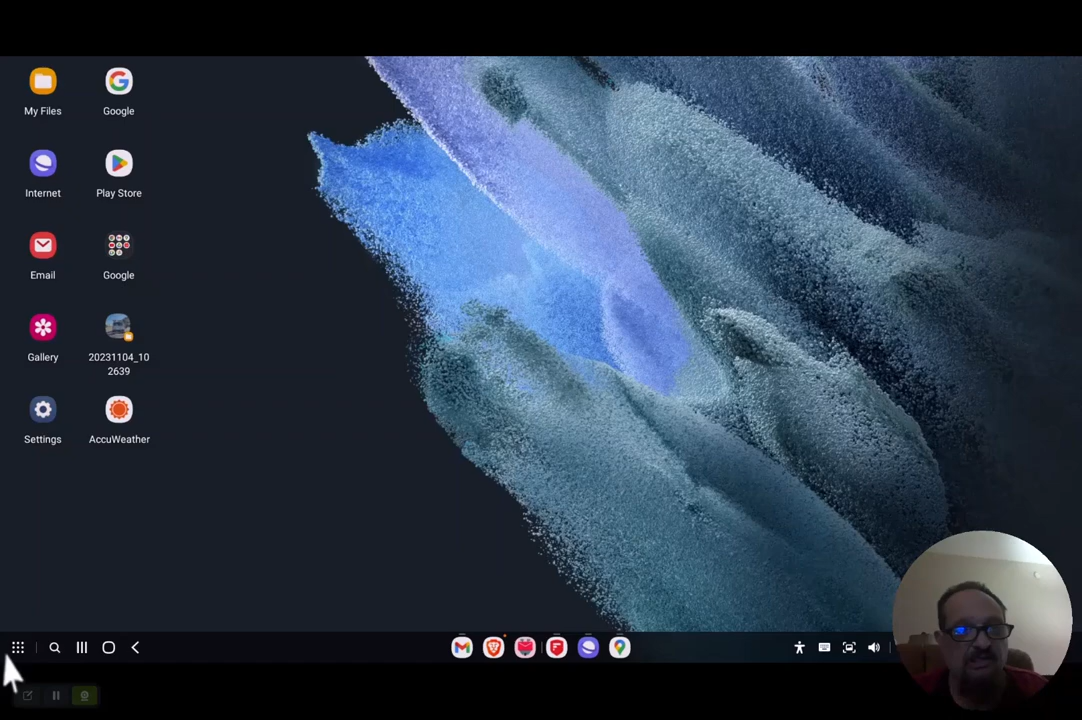 My Files
Google
Internet
Play Store
Email
Google
Gallery
20231104_10
2639
Settings
AccuWeather